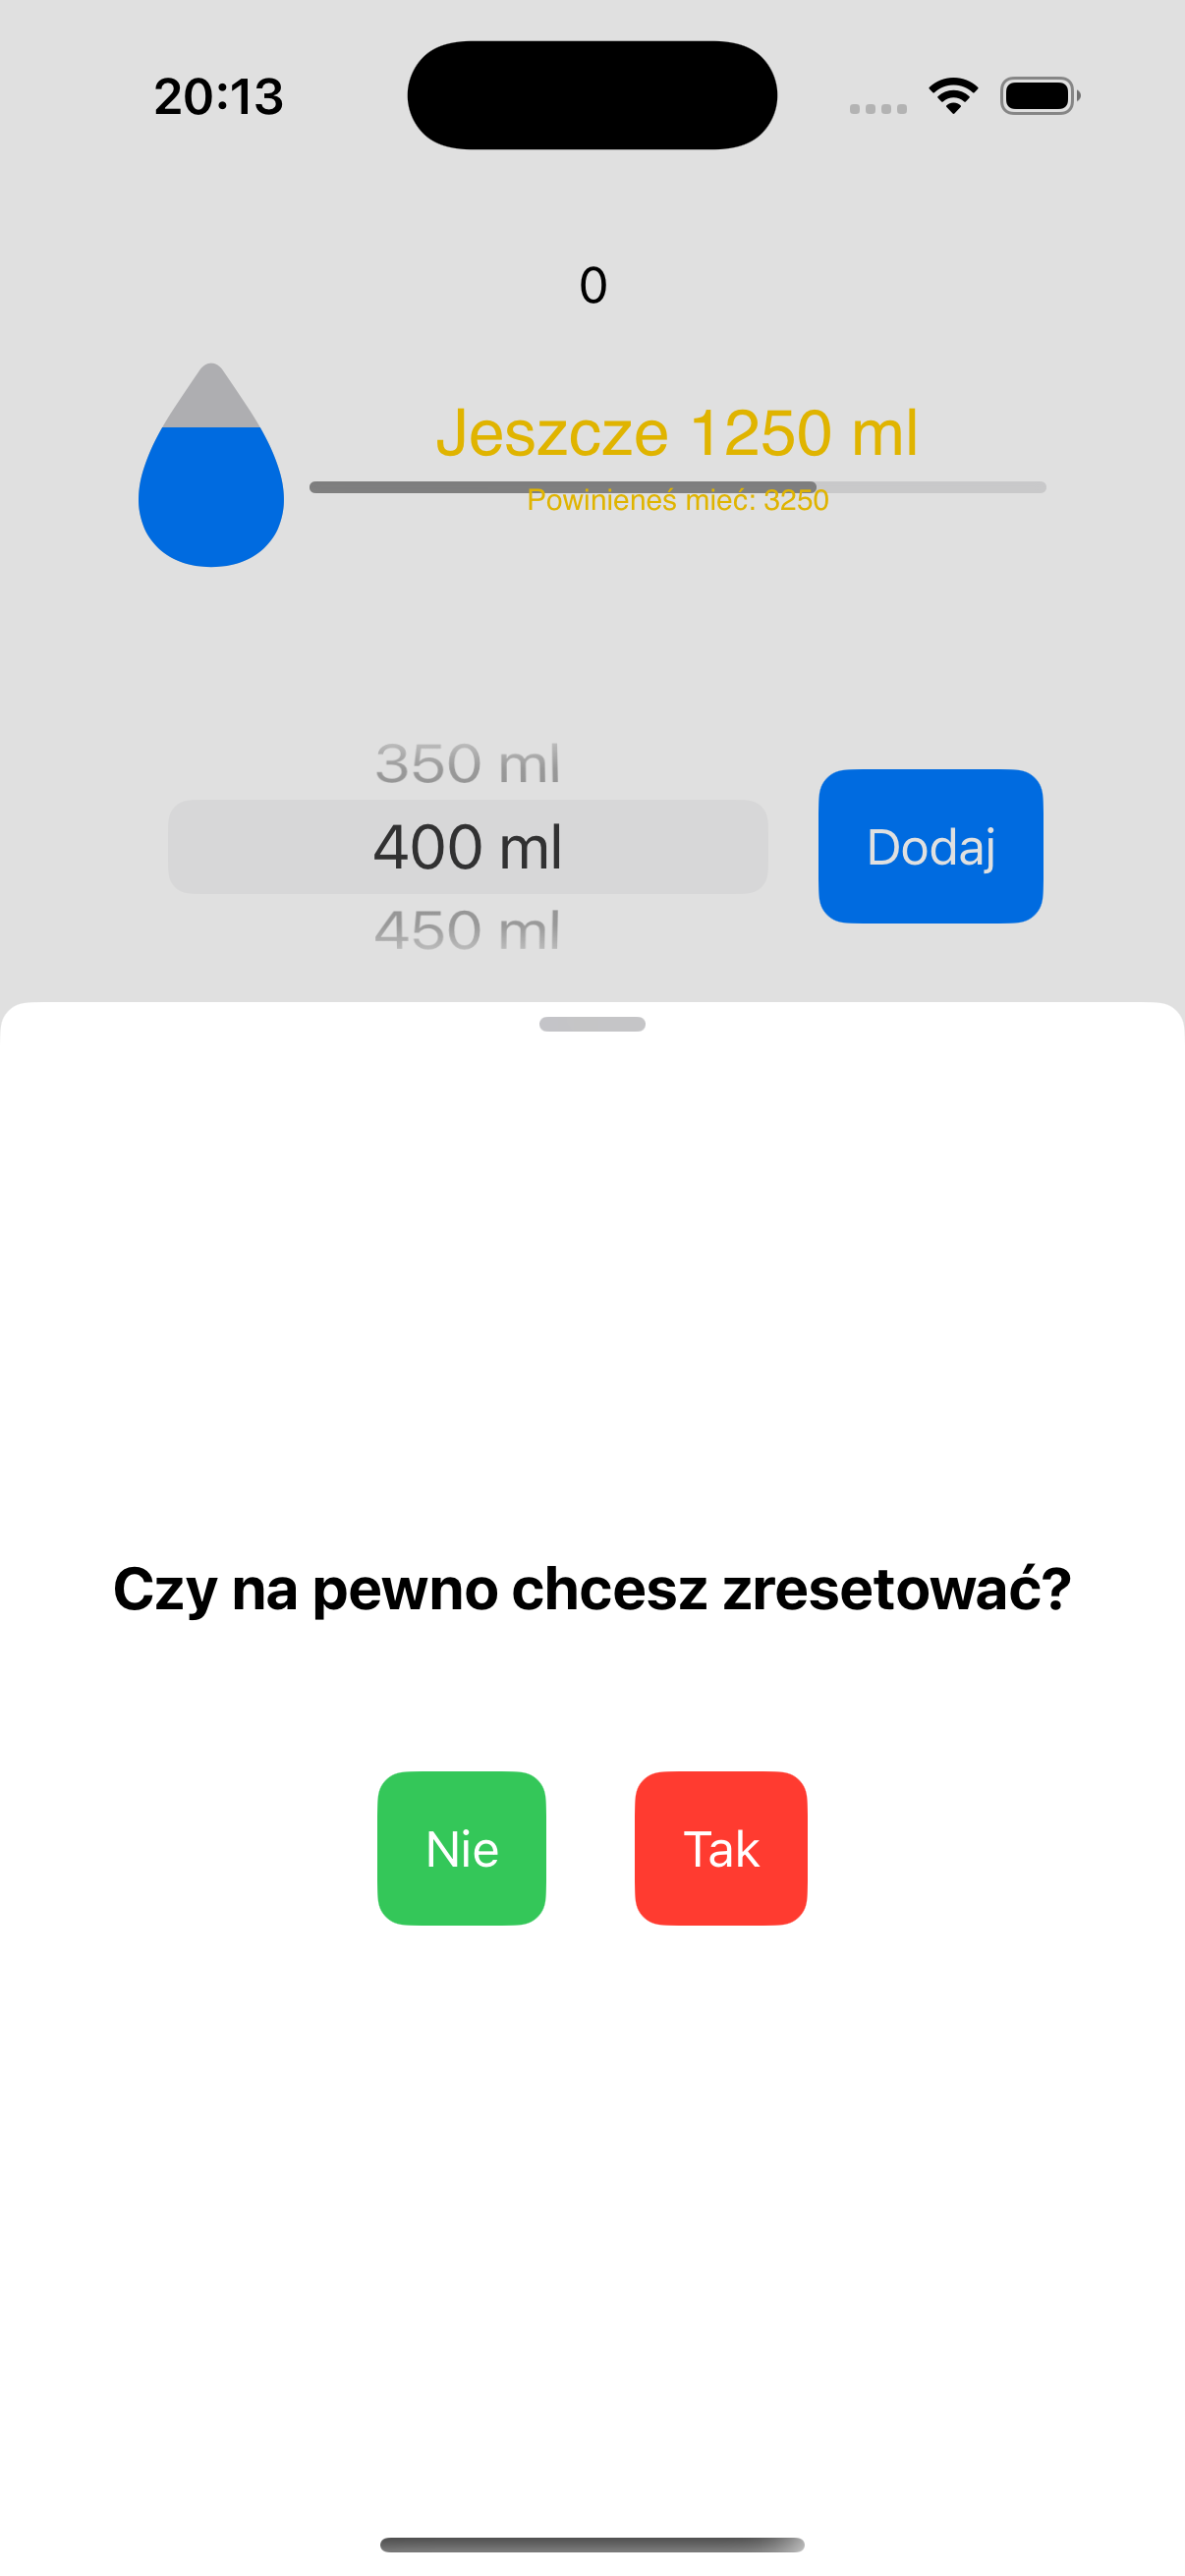 20:13
0
Jeszcze 1250 ml
Powinieneś mieć: 3250
350 ml
400 ml
Dodaj
450 ml
Czy na pewno chcesz zresetować?
Nie
Tak